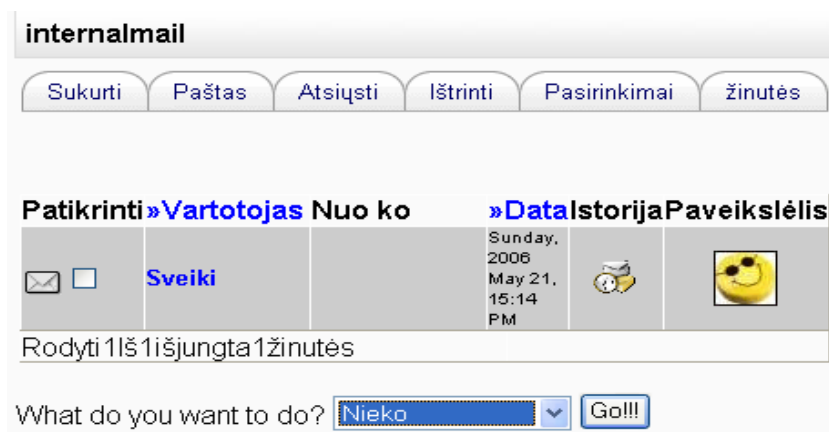 internalmail
Sukurti Paštas Atsiųsti Ištrinti Pasirinkimai žinutės
Patikrinti »Vartotojas Nuo ko »Data Istorija Paveikslėlis
Sveiki
Sunday,
2006
May 21,
15:14
PM
Rodyti1Iš1išjungta1žinutės
What do you want to do? Nieko Go!!!